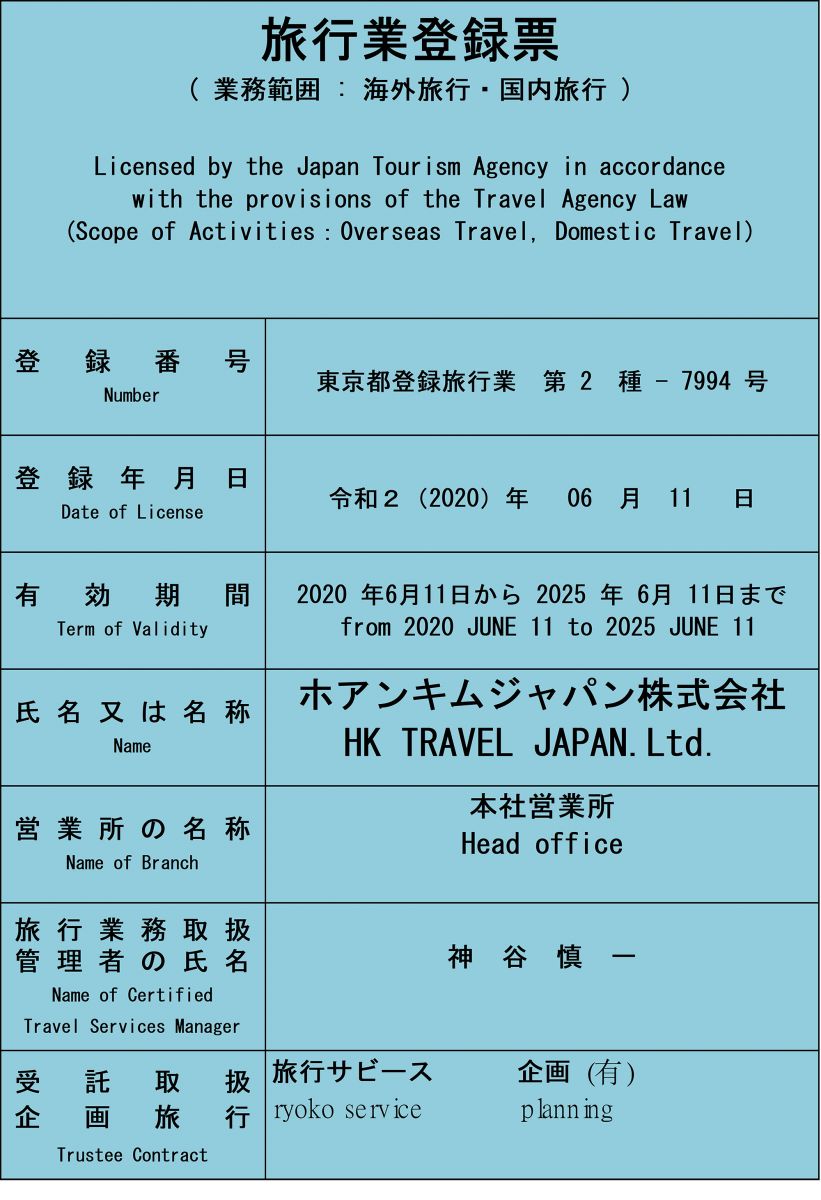 旅行業登録票
( 業務範囲 : 海外旅行・国内旅行 )
Licensed by the Japan Tourism Agency in accordance
with the provisions of the Travel Agency Law
(Scope of Activities：Overseas Travel, Domestic Travel)
登録番号
Number
東京都登録旅行業 第 2 種 － 7994 号
登録年月日
Date of License
令和２（2020）年 06 月 11 日
有効期間
Term of Validity
2020 年6月11日から 2025 年 6月 11日まで
from 2020 JUNE 11 to 2025 JUNE 11
氏名又は名称
Name
ホアンキムジャパン株式会社
HK TRAVEL JAPAN.Ltd.
営業所の名称
Name of Branch
本社営業所
Head office
旅行業務取扱
管理者の氏名
Name of Certified
Travel Services Manager
神谷慎一
受託取扱
企画旅行
Trustee Contract
旅行サビース 企画 (有)
ryoko service planning